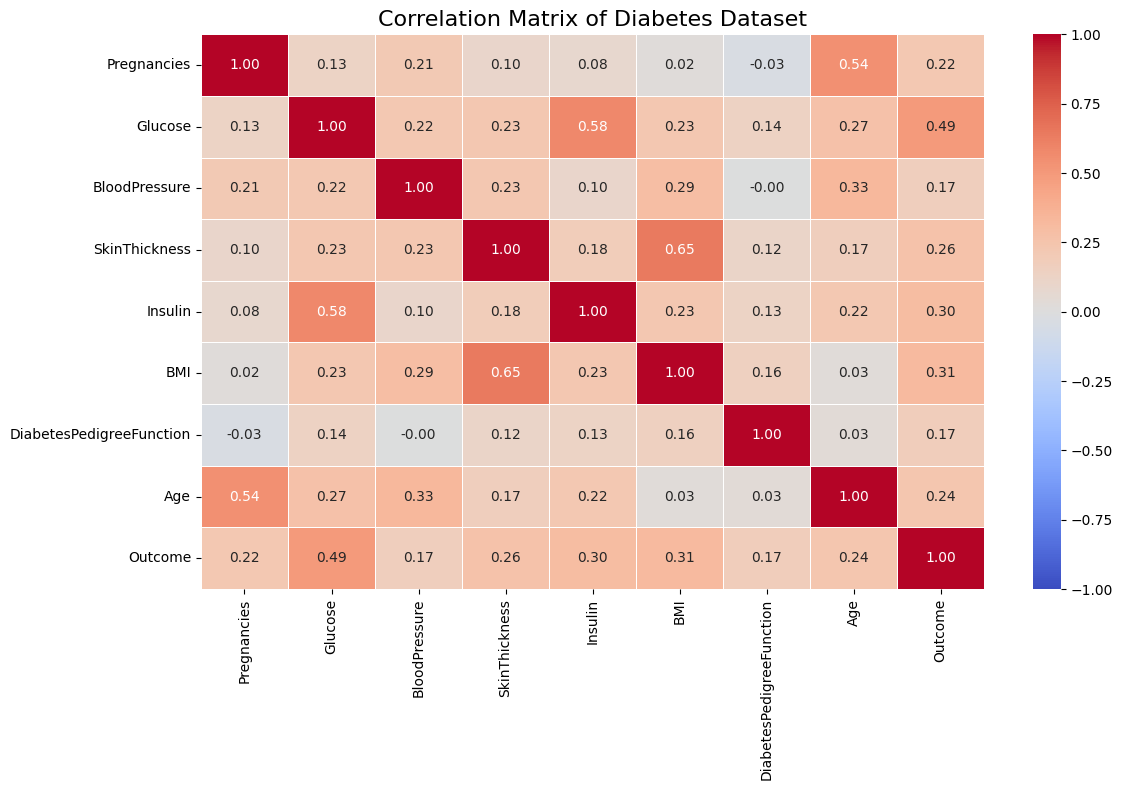 Correlation Matrix of Diabetes Dataset
Pregnancies 1.00 0.13 0.21 0.10 0.08 0.02 -0.03 0.54 0.22
Glucose 0.13 1.00 0.22 0.23 0.58 0.23 0.14 0.27 0.49
BloodPressure 0.21 0.22 1.00 0.23 0.10 0.29 -0.00 0.33 0.17
SkinThickness 0.10 0.23 0.23 1.00 0.18 0.65 0.12 0.17 0.26
Insulin 0.08 0.58 0.10 0.18 1.00 0.23 0.13 0.22 0.30
BMI 0.02 0.23 0.29 0.65 0.23 1.00 0.16 0.03 0.31
DiabetesPedigreeFunction -0.03 0.14 -0.00 0.12 0.13 0.16 1.00 0.03 0.17
Age 0.54 0.27 0.33 0.17 0.22 0.03 0.03 1.00 0.24
Outcome 0.22 0.49 0.17 0.26 0.30 0.31 0.17 0.24 1.00
Pregnancies
Glucose
BloodPressure
SkinThickness
Insulin
BMI
DiabetesPedigreeFunction
Age
Outcome
1.00
0.75
0.50
0.25
0.00
−0.25
−0.50
−0.75
−1.00